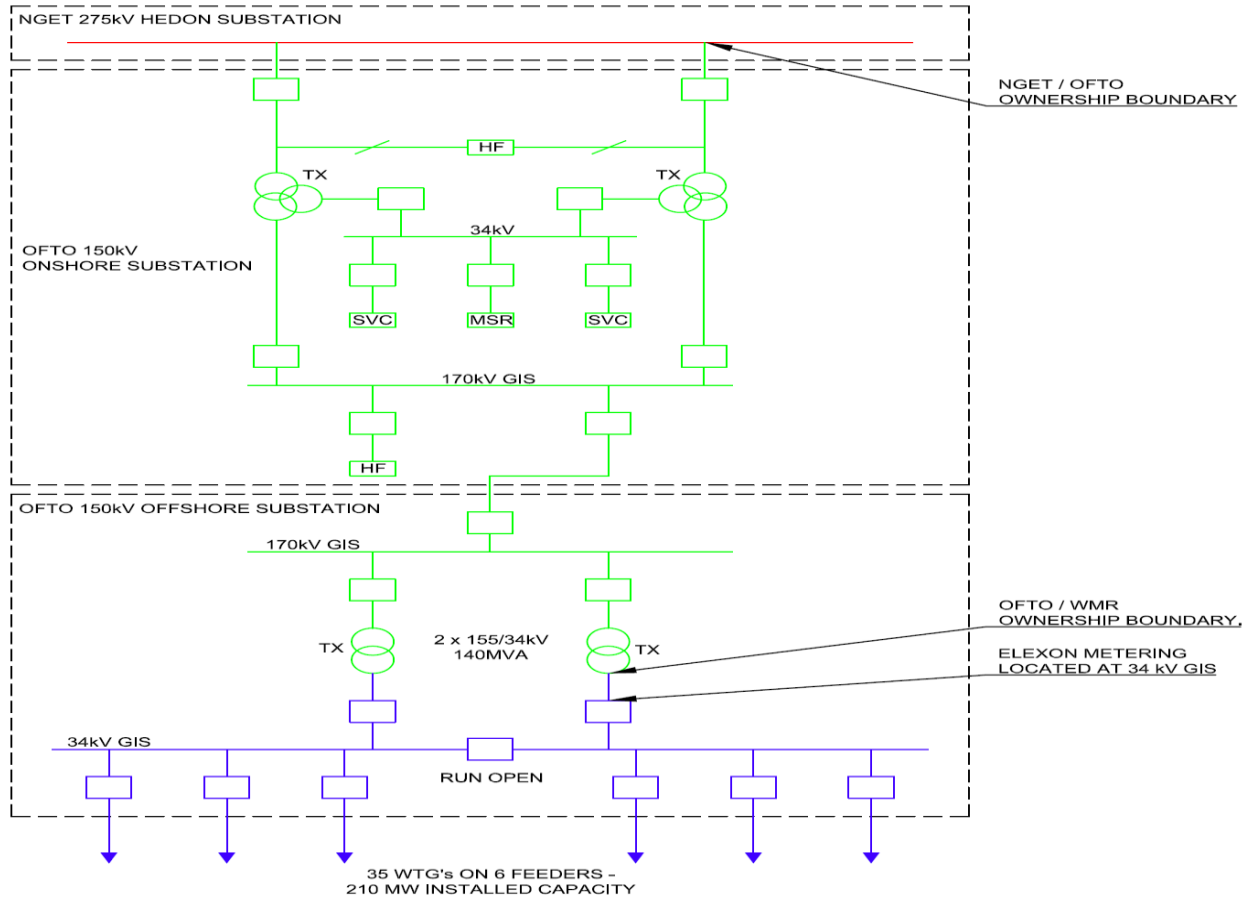 NGET 275kV HEDON SUBSTATION
NGET / OFTO
OWNERSHIP BOUNDARY
HF
TX
TX
34kV
OFTO 150kV
ONSHORE SUBSTATION
SVC
MSR
SVC
170kV GIS
HF
OFTO 150kV OFFSHORE SUBSTATION
170kV GIS
OFTO / WMR
OWNERSHIP BOUNDARY.
TX
2 x 155/34kV
140MVA
TX
ELEXON METERING
LOCATED AT 34 kV GIS
34kV GIS
RUN OPEN
35 WTG's ON 6 FEEDERS -
210 MW INSTALLED CAPACITY